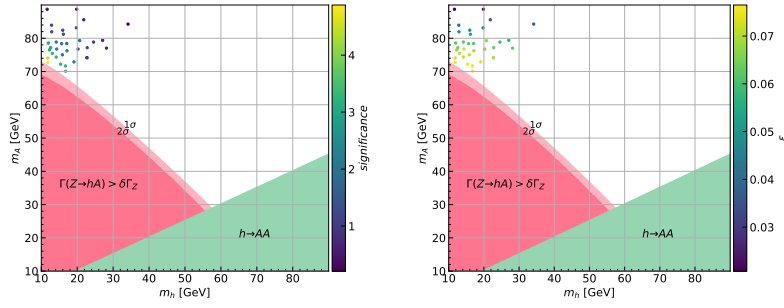 90
80
70
60
50
40
30
20
10
m_A [GeV]
1σ
2σ
Γ(Z→hA) > δΓ_Z
h→AA
10 20 30 40 50 60 70 80
m_h [GeV]
4
3
2
1
significance
90
80
70
60
50
40
30
20
10
m_A [GeV]
1σ
2σ
Γ(Z→hA) > δΓ_Z
h→AA
10 20 30 40 50 60 70 80
m_h [GeV]
0.07
0.06
0.05
0.04
0.03